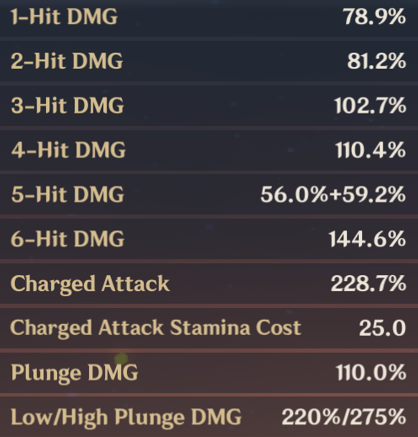 1-Hit DMG 78.9%
2-Hit DMG 81.2%
3-Hit DMG 102.7%
4-Hit DMG 110.4%
5-Hit DMG 56.0%+59.2%
6-Hit DMG 144.6%
Charged Attack 228.7%
Charged Attack Stamina Cost 25.0
Plunge DMG 110.0%
Low/High Plunge DMG 220%/275%